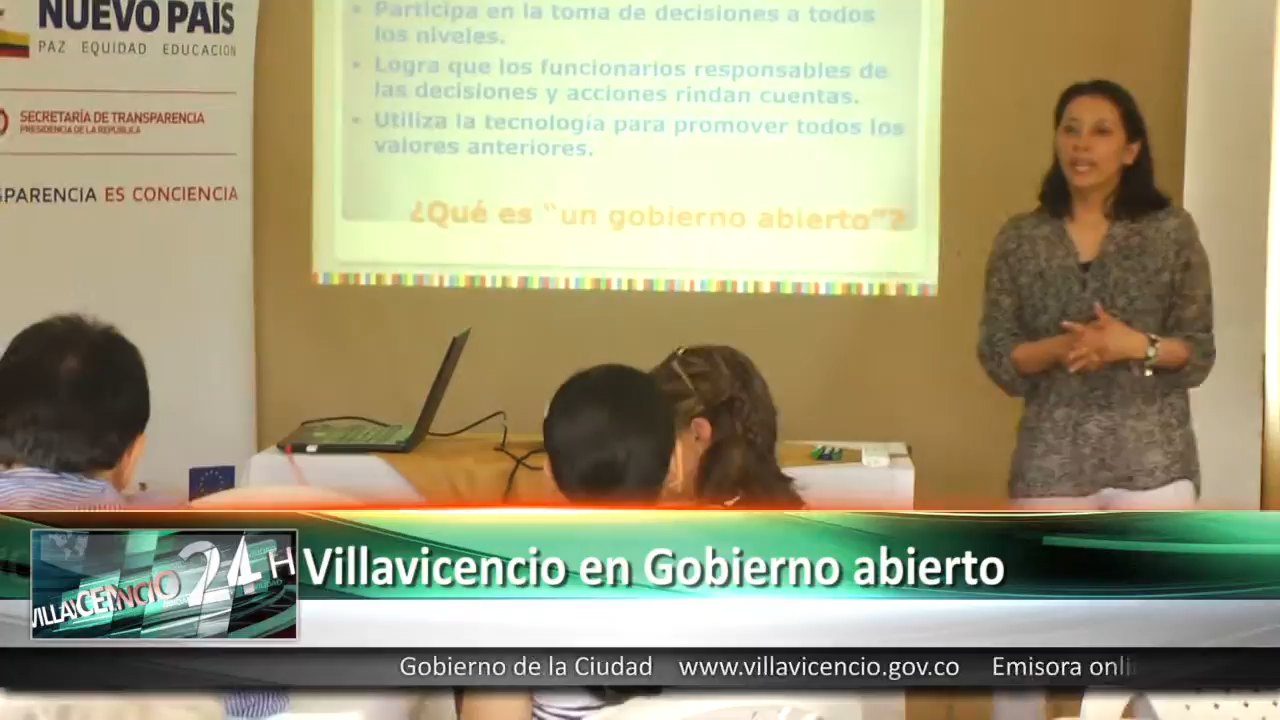 NUEVO PAÍS
PAZ EQUIDAD EDUCACIÓN
SECRETARÍA DE TRANSPARENCIA
PRESIDENCIA DE LA REPÚBLICA
SPARENCIA ES CONCIENCIA
• Participa en la toma de decisiones a todos
los niveles.
• Logra que los funcionarios responsables de
las decisiones y acciones rindan cuentas.
• Utiliza la tecnología para promover todos los
valores anteriores.
¿Qué es “un gobierno abierto”?
VILLAVICENCIO 24H
Villavicencio en Gobierno abierto
Gobierno de la Ciudad www.villavicencio.gov.co Emisora onli